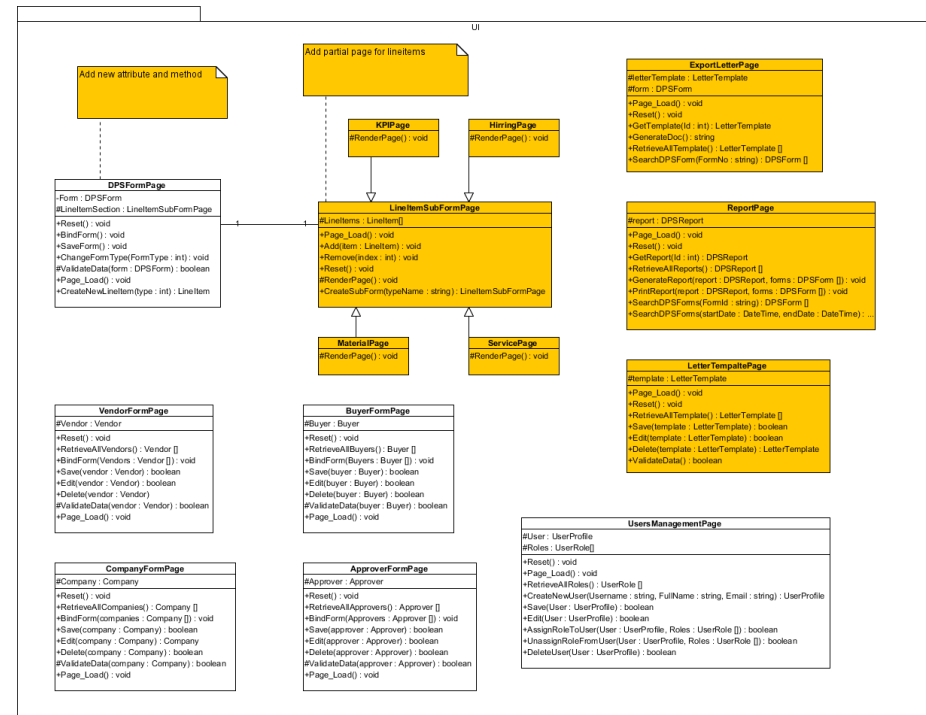 UI
Add new attribute and method
Add partial page for lineitems
KPIPage
#RenderPage() : void
HirringPage
#RenderPage() : void
ExportLetterPage
#letterTemplate : LetterTemplate
#form : DPSForm
+Page_Load() : void
+Reset() : void
+GetTemplate(Id : int) : LetterTemplate
+GenerateDoc() : string
+RetrieveAllTemplate() : LetterTemplate []
+SearchDPSForm(FormNo : string) : DPSForm []
DPSFormPage
-Form : DPSForm
#LineItemSection : LineItemSubFormPage
+Reset() : void
+BindForm() : void
+SaveForm() : void
+ChangeFormType(FormType : int) : void
#ValidateData(form : DPSForm) : boolean
+Page_Load() : void
+CreateNewLineItem(type : int) : LineItem
1
1
LineItemSubFormPage
#LineItems : LineItem[]
+Page_Load() : void
+Add(item : LineItem) : void
+Remove(index : int) : void
+Reset() : void
#RenderPage() : void
+CreateSubForm(typeName : string) : LineItemSubFormPage
ReportPage
#report : DPSReport
+Page_Load() : void
+Reset() : void
+GetReport(Id : int) : DPSReport
+RetrieveAllReports() : DPSReport []
+GenerateReport(report : DPSReport, forms : DPSForm []) : void
+PrintReport(report : DPSReport, forms : DPSForm []) : void
+SearchDPSForms(FormId : string) : DPSForm []
+SearchDPSForms(startDate : DateTime, endDate : DateTime) : ...
MaterialPage
#RenderPage() : void
ServicePage
#RenderPage() : void
LetterTempaltePage
#template : LetterTemplate
+Page_Load() : void
+Reset() : void
+RetrieveAllTemplate() : LetterTemplate []
+Save(template : LetterTemplate) : boolean
+Edit(template : LetterTemplate) : boolean
+Delete(template : LetterTemplate) : LetterTemplate
+ValidateData() : boolean
VendorFormPage
#Vendor : Vendor
+Reset() : void
+RetrieveAllVendors() : Vendor []
+BindForm(Vendors : Vendor []) : void
+Save(vendor : Vendor) : boolean
+Edit(vendor : Vendor) : boolean
+Delete(vendor : Vendor)
#ValidateData(vendor : Vendor) : boolean
+Page_Load() : void
BuyerFormPage
#Buyer : Buyer
+Reset() : void
+RetrieveAllBuyers() : Buyer []
+BindForm(Buyers : Buyer []) : void
+Save(buyer : Buyer) : boolean
+Edit(buyer : Buyer) : boolean
+Delete(buyer : Buyer) : boolean
#ValidateData(buyer : Buyer) : boolean
+Page_Load() : void
UsersManagementPage
#User : UserProfile
#Roles : UserRole[]
+Reset() : void
+Page_Load() : void
+RetrieveAllRoles() : UserRole []
+CreateNewUser(Username : string, FullName : string, Email : string) : UserProfile
+Save(User : UserProfile) : boolean
+Edit(User : UserProfile) : boolean
+AssignRoleToUser(User : UserProfile, Roles : UserRole []) : boolean
+UnassignRoleFromUser(User : UserProfile, Roles : UserRole []) : boolean
+DeleteUser(User : UserProfile) : boolean
CompanyFormPage
#Company : Company
+Reset() : void
+RetrieveAllCompanies() : Company []
+BindForm(companies : Company []) : void
+Save(company : Company) : boolean
+Edit(company : Company) : Company
+Delete(company : Company) : boolean
#ValidateData(company : Company) : boolean
+Page_Load() : void
ApproverFormPage
#Approver : Approver
+Reset() : void
+RetrieveAllApprovers() : Approver []
+BindForm(Approvers : Approver []) : void
+Save(approver : Approver) : boolean
+Edit(approver : Approver) : boolean
+Delete(approver : Approver) : boolean
#ValidateData(approver : Approver) : boolean
+Page_Load() : void